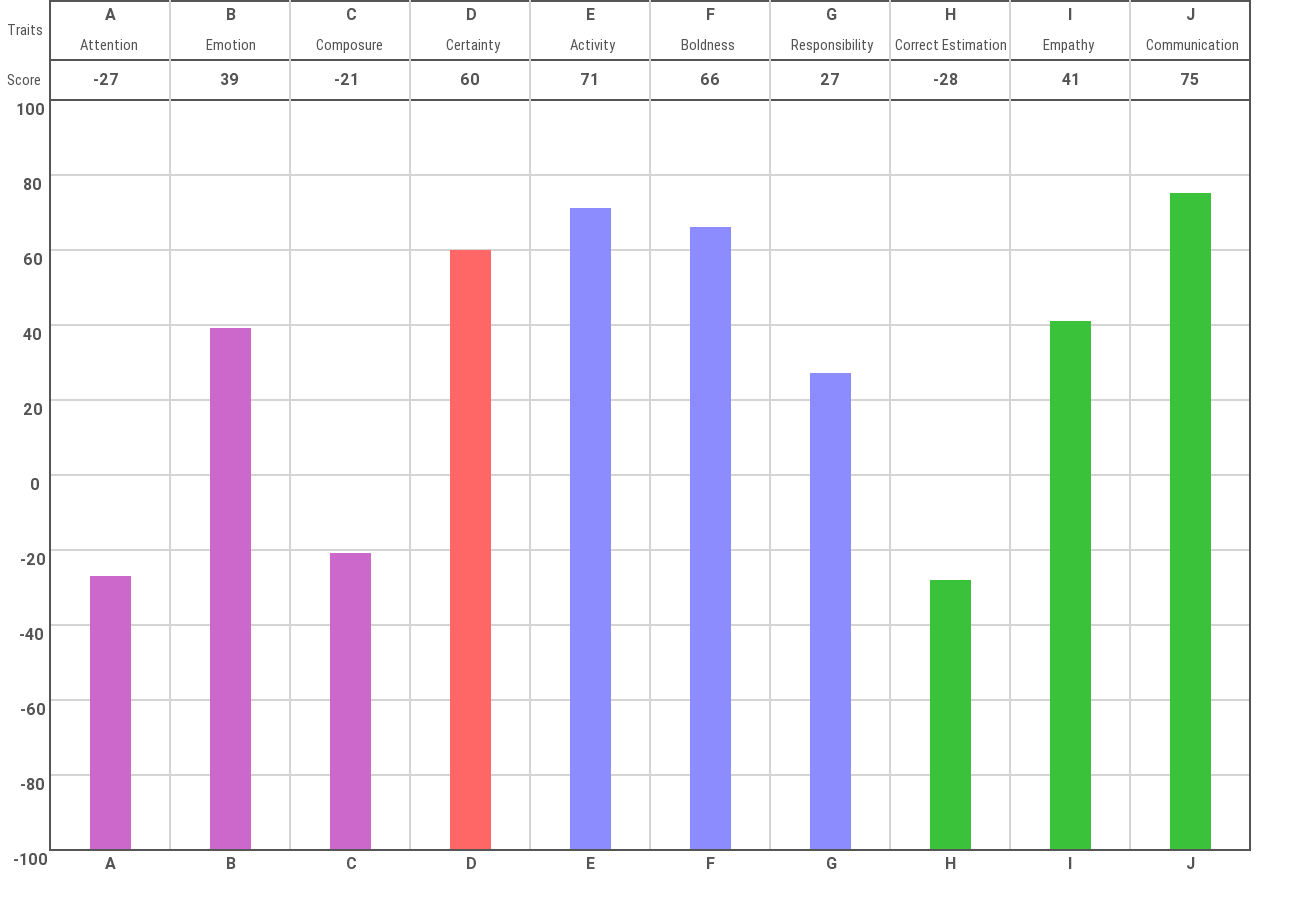 Traits
A B C D E F G H I J
Attention Emotion Composure Certainty Activity Boldness Responsibility Correct Estimation Empathy Communication
Score -27 39 -21 60 71 66 27 -28 41 75
100
80
60
40
20
0
-20
-40
-60
-80
-100
A B C D E F G H I J